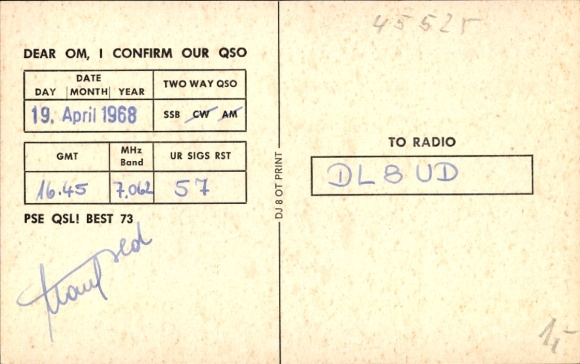 DEAR OM, I CONFIRM OUR QSO
DATE
DAY MONTH YEAR
TWO WAY QSO
19. April 1968
SSB CW AM
GMT
MHz Band
UR SIGS RST
16.45
7,062
57
PSE QSL! BEST 73
DJ 8 OT PRINT
45525
TO RADIO
DL8UD
1,-